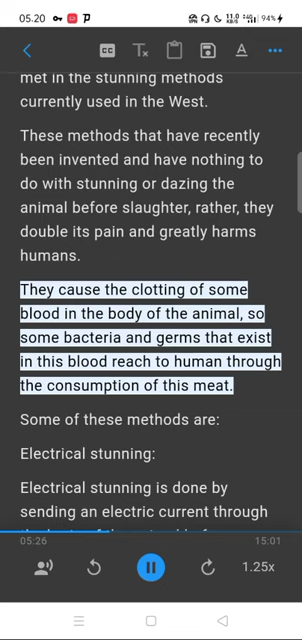 05.20
11.0
KB/S
94%
CC
met in the stunning methods
currently used in the West.
These methods that have recently
been invented and have nothing to
do with stunning or dazing the
animal before slaughter, rather, they
double its pain and greatly harms
humans.
They cause the clotting of some
blood in the body of the animal, so
some bacteria and germs that exist
in this blood reach to human through
the consumption of this meat.
Some of these methods are:
Electrical stunning:
Electrical stunning is done by
sending an electric current through
05:26
15:01
1.25x